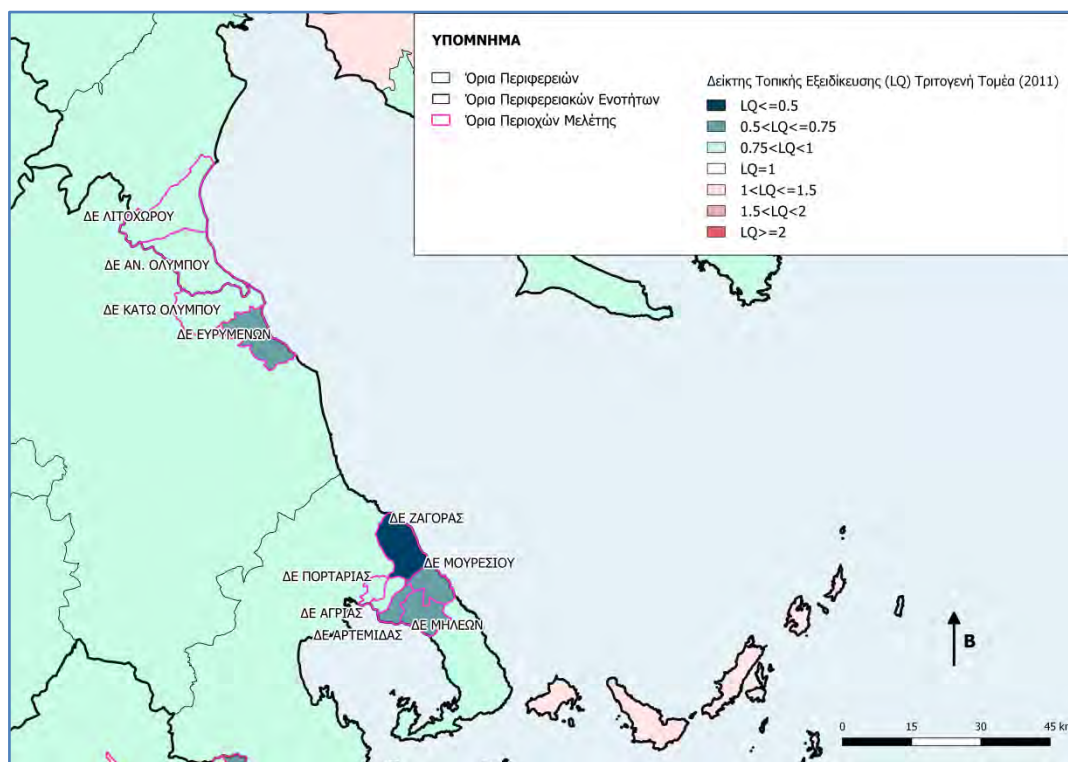 ΥΠΟΜΝΗΜΑ
Όρια Περιφερειών
Όρια Περιφερειακών Ενοτήτων
Όρια Περιοχών Μελέτης
Δείκτης Τοπικής Εξειδίκευσης (LQ) Τριτογενή Τομέα (2011)
LQ<=0.5
0.5<LQ<=0.75
0.75<LQ<1
LQ=1
1<LQ<=1.5
1.5<LQ<2
LQ>=2
ΔΕ ΛΙΤΟΧΩΡΟΥ
ΔΕ ΑΝ. ΟΛΥΜΠΟΥ
ΔΕ ΚΑΤΩ ΟΛΥΜΠΟΥ
ΔΕ ΕΥΡΥΜΕΝΩΝ
ΔΕ ΖΑΓΟΡΑΣ
ΔΕ ΜΟΥΡΕΣΙΟΥ
ΔΕ ΠΟΡΤΑΡΙΑΣ
ΔΕ ΑΓΡΙΑΣ
ΔΕ ΜΗΛΕΩΝ
ΔΕ ΑΡΤΕΜΙΔΑΣ
Β
0 15 30 45 km